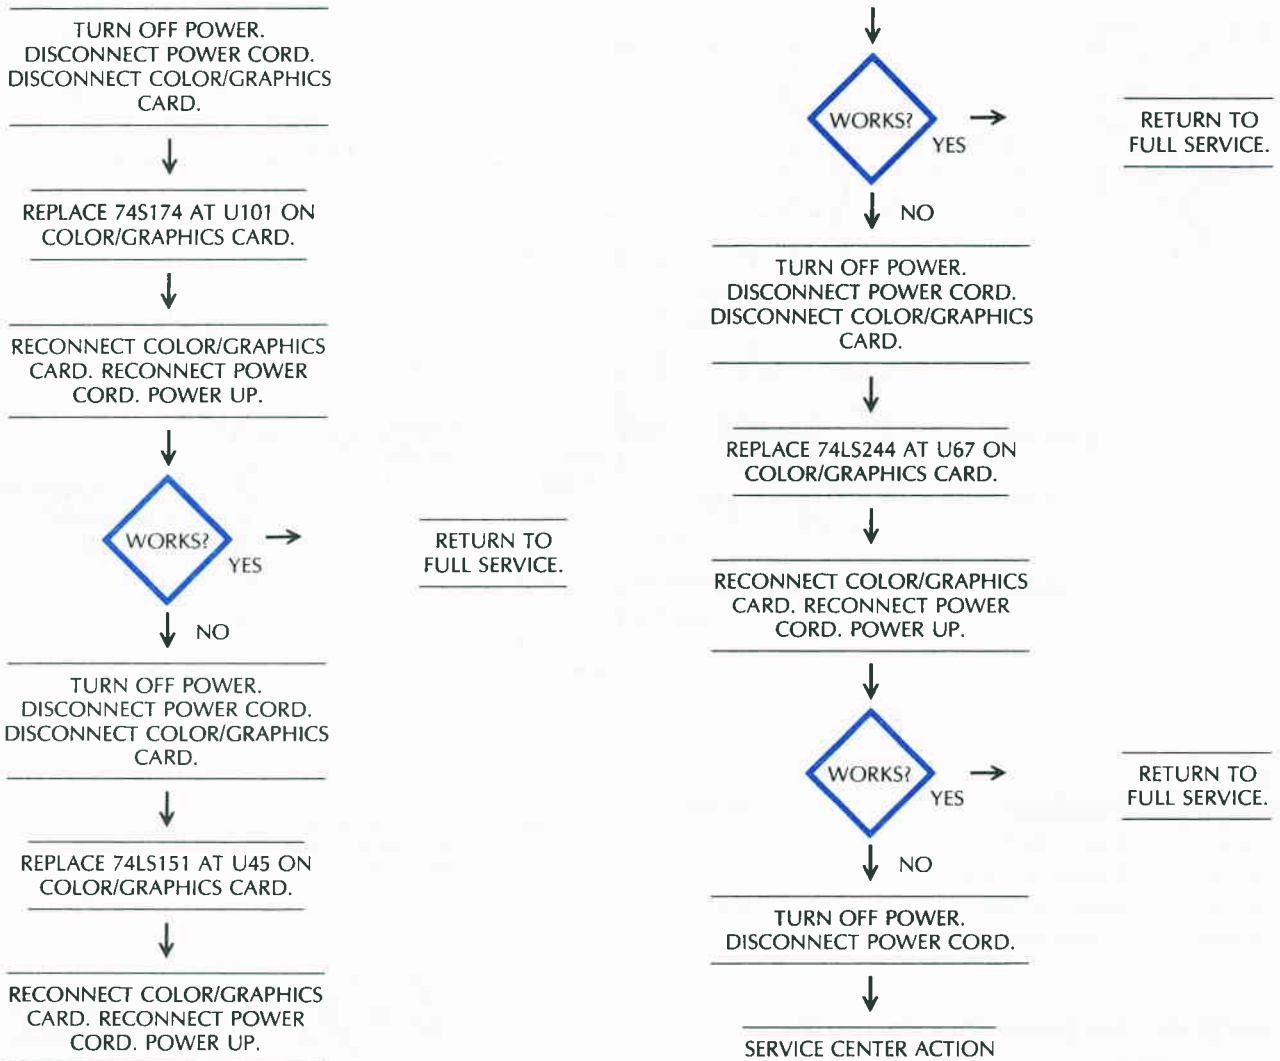 TURN OFF POWER.
DISCONNECT POWER CORD.
DISCONNECT COLOR/GRAPHICS
CARD.
REPLACE 74S174 AT U101 ON
COLOR/GRAPHICS CARD.
RECONNECT COLOR/GRAPHICS
CARD. RECONNECT POWER
CORD. POWER UP.
WORKS?
YES
RETURN TO
FULL SERVICE.
NO
TURN OFF POWER.
DISCONNECT POWER CORD.
DISCONNECT COLOR/GRAPHICS
CARD.
REPLACE 74LS151 AT U45 ON
COLOR/GRAPHICS CARD.
RECONNECT COLOR/GRAPHICS
CARD. RECONNECT POWER
CORD. POWER UP.
WORKS?
YES
RETURN TO
FULL SERVICE.
NO
TURN OFF POWER.
DISCONNECT POWER CORD.
DISCONNECT COLOR/GRAPHICS
CARD.
REPLACE 74LS244 AT U67 ON
COLOR/GRAPHICS CARD.
RECONNECT COLOR/GRAPHICS
CARD. RECONNECT POWER
CORD. POWER UP.
WORKS?
YES
RETURN TO
FULL SERVICE.
NO
TURN OFF POWER.
DISCONNECT POWER CORD.
SERVICE CENTER ACTION